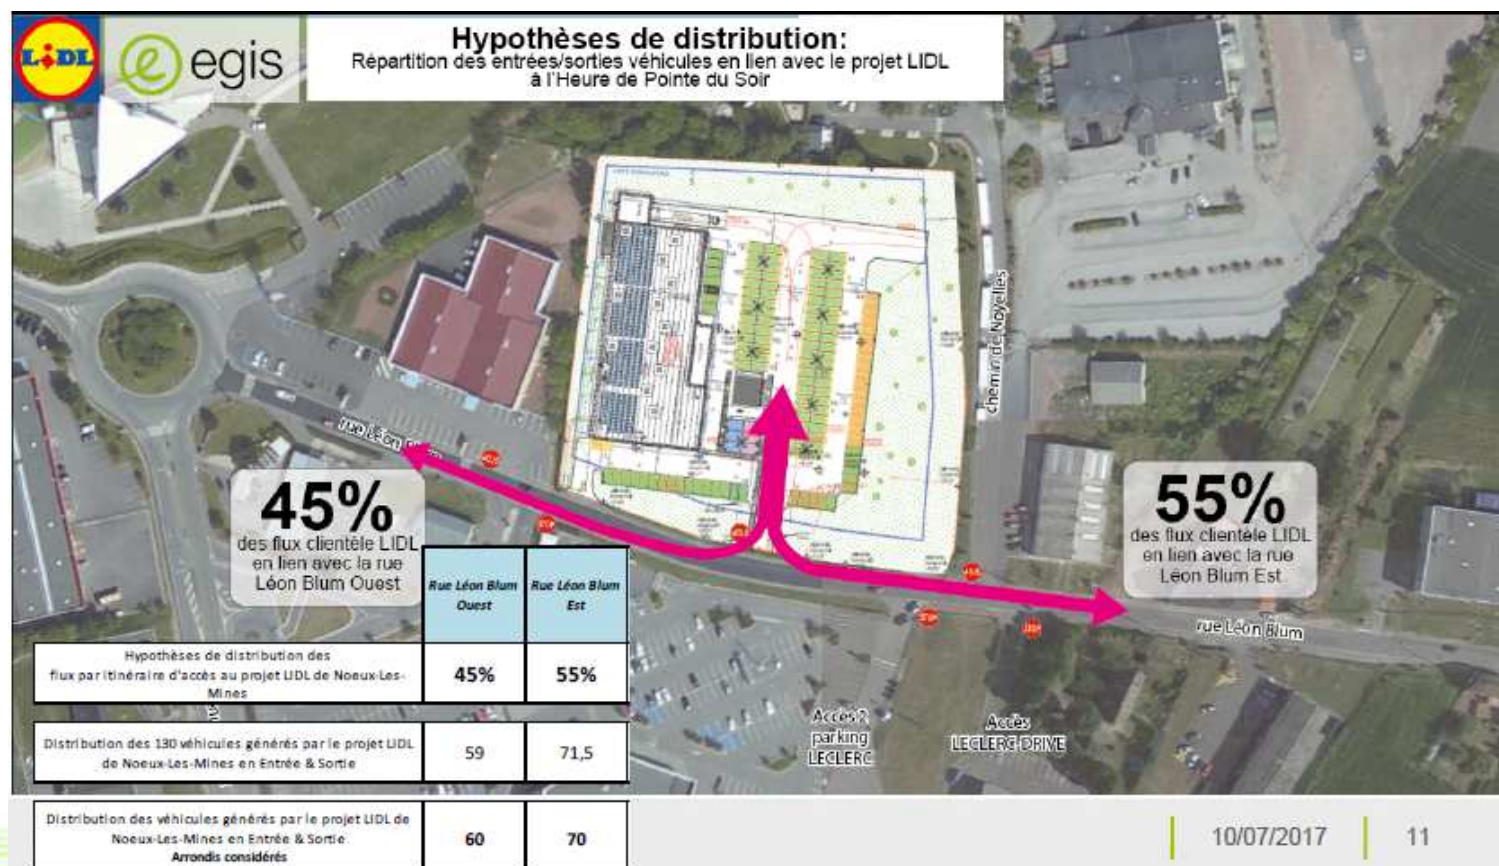 LIDL
egis
Hypothèses de distribution:
Répartition des entrées/sorties véhicules en lien avec le projet LIDL
à l'Heure de Pointe du Soir
chemin de Noyelles
rue Léon
45%
des flux clientèle LIDL
en lien avec la rue
Léon Blum Ouest
55%
des flux clientèle LIDL
en lien avec la rue
Léon Blum Est
rue Léon Blum
Accès 2
parking
LECLERC
Accès
LECLERC-DRIVE
Rue Léon Blum
Ouest
Rue Léon Blum
Est
Hypothèses de distribution des
flux par itinéraire d'accès au projet LIDL de Noeux-Les-
Mines
45%
55%
Distribution des 130 véhicules générés par le projet LIDL
de Noeux-Les-Mines en Entrée & Sortie
59
71,5
Distribution des véhicules générés par le projet LIDL de
Noeux-Les-Mines en Entrée & Sortie
Arrondis considérés
60
70
10/07/2017
11